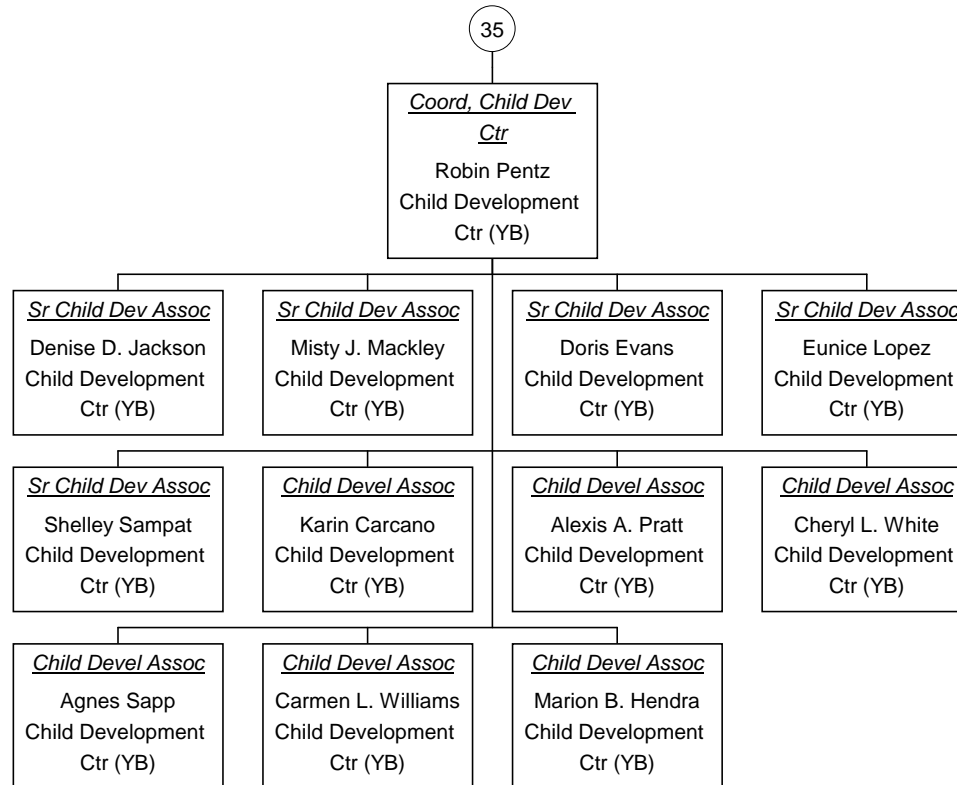 35
Coord, Child Dev
Ctr
Robin Pentz
Child Development
Ctr (YB)
Sr Child Dev Assoc
Denise D. Jackson
Child Development
Ctr (YB)
Sr Child Dev Assoc
Misty J. Mackley
Child Development
Ctr (YB)
Sr Child Dev Assoc
Doris Evans
Child Development
Ctr (YB)
Sr Child Dev Assoc
Eunice Lopez
Child Development
Ctr (YB)
Sr Child Dev Assoc
Shelley Sampat
Child Development
Ctr (YB)
Child Devel Assoc
Karin Carcano
Child Development
Ctr (YB)
Child Devel Assoc
Alexis A. Pratt
Child Development
Ctr (YB)
Child Devel Assoc
Cheryl L. White
Child Development
Ctr (YB)
Child Devel Assoc
Agnes Sapp
Child Development
Ctr (YB)
Child Devel Assoc
Carmen L. Williams
Child Development
Ctr (YB)
Child Devel Assoc
Marion B. Hendra
Child Development
Ctr (YB)